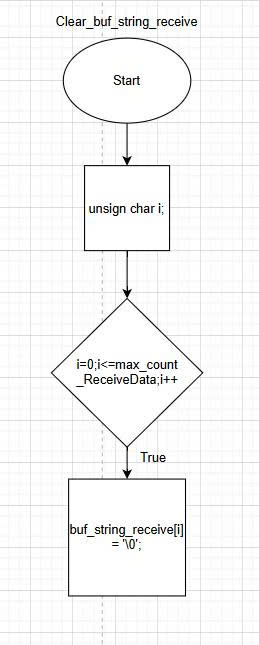 Clear_buf_string_receive
Start
unsign char i;
i=0;i<=max_count
_ReceiveData;i++
True
buf_string_receive[i]
= '\0';